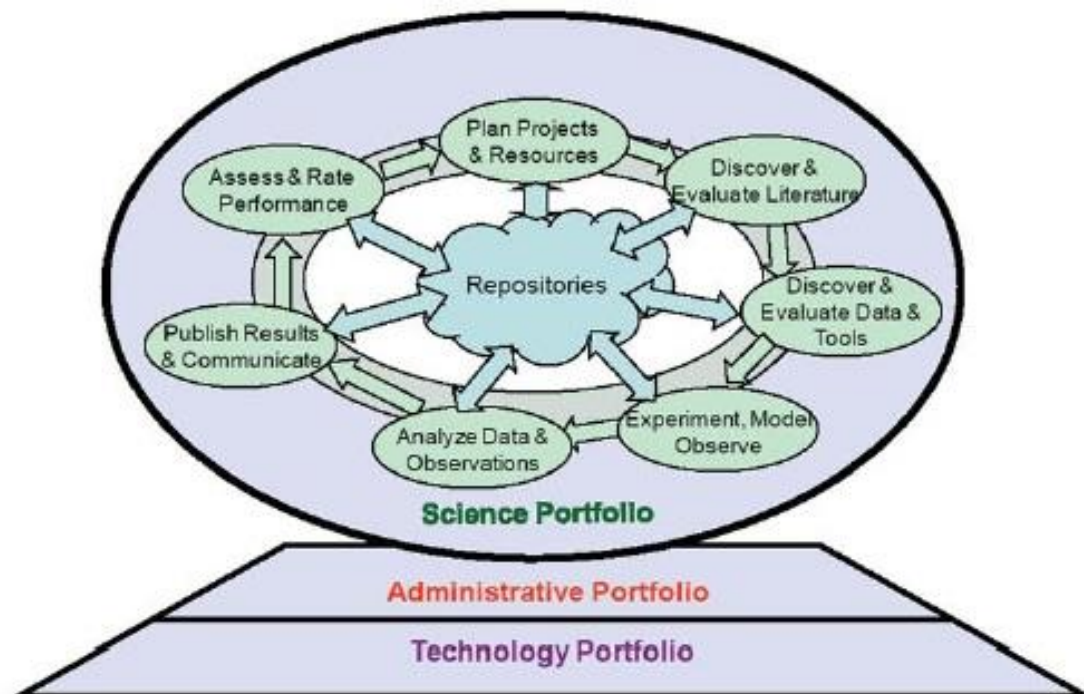 Plan Projects
& Resources
Discover &
Evaluate Literature
Discover &
Evaluate Data &
Tools
Experiment, Model
Observe
Analyze Data &
Observations
Publish Results
& Communicate
Assess & Rate
Performance
Repositories
Science Portfolio
Administrative Portfolio
Technology Portfolio